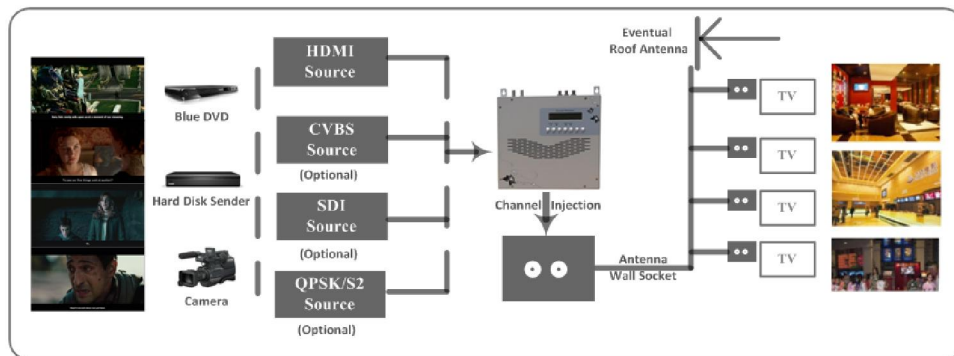 Blue DVD
Hard Disk Sender
Camera
HDMI
Source
CVBS
Source
(Optional)
SDI
Source
(Optional)
QPSK/S2
Source
(Optional)
Channel Injection
Antenna
Wall Socket
Eventual
Roof Antenna
TV
TV
TV
TV